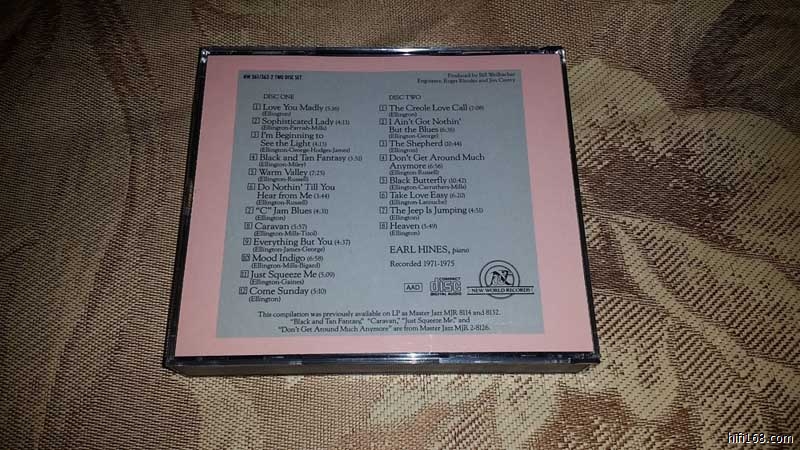 NW 361/362-2 TWO DISC SET
Produced by Bill Weilbacher
Engineers, Roger Rhodes and Jim Czarny
DISC ONE
1 Love You Madly (5:16)
(Ellington)
2 Sophisticated Lady (4:13)
(Ellington-Parrish-Mills)
3 I'm Beginning to
See the Light (4:15)
(Ellington-George-Hodges-James)
4 Black and Tan Fantasy (3:31)
(Ellington-Miley)
5 Warm Valley (7:25)
(Ellington-Russell)
6 Do Nothin' Till You
Hear from Me (3:44)
(Ellington-Russell)
7 "C" Jam Blues (4:31)
(Ellington)
8 Caravan (5:57)
(Ellington-Mills-Tizol)
9 Everything But You (4:37)
(Ellington-James-George)
10 Mood Indigo (6:58)
(Ellington-Mills-Bigard)
11 Just Squeeze Me (5:09)
(Ellington-Gaines)
12 Come Sunday (5:10)
(Ellington)
DISC TWO
1 The Creole Love Call (7:08)
(Ellington)
2 I Ain't Got Nothin'
But the Blues (6:35)
(Ellington-George)
3 The Shepherd (10:44)
(Ellington)
4 Don't Get Around Much
Anymore (6:56)
(Ellington-Russell)
5 Black Butterfly (10:42)
(Ellington-Carruthers-Mills)
6 Take Love Easy (6:20)
(Ellington-Latouche)
7 The Jeep Is Jumping (4:51)
(Ellington)
8 Heaven (5:49)
(Ellington)
EARL HINES, piano
Recorded 1971-1975
AAD
COMPACT
disc
DIGITAL AUDIO
NEW WORLD RECORDS
This compilation was previously available on LP as Master Jazz MJR 8114 and 8132.
"Black and Tan Fantasy," "Caravan," "Just Squeeze Me," and
"Don't Get Around Much Anymore" are from Master Jazz MJR 2-8126.
hifi168.com